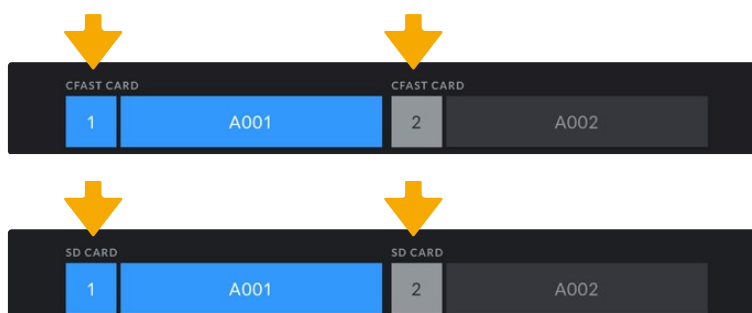 CFAST CARD CFAST CARD
1 A001 2 A002
SD CARD SD CARD
1 A001 2 A002